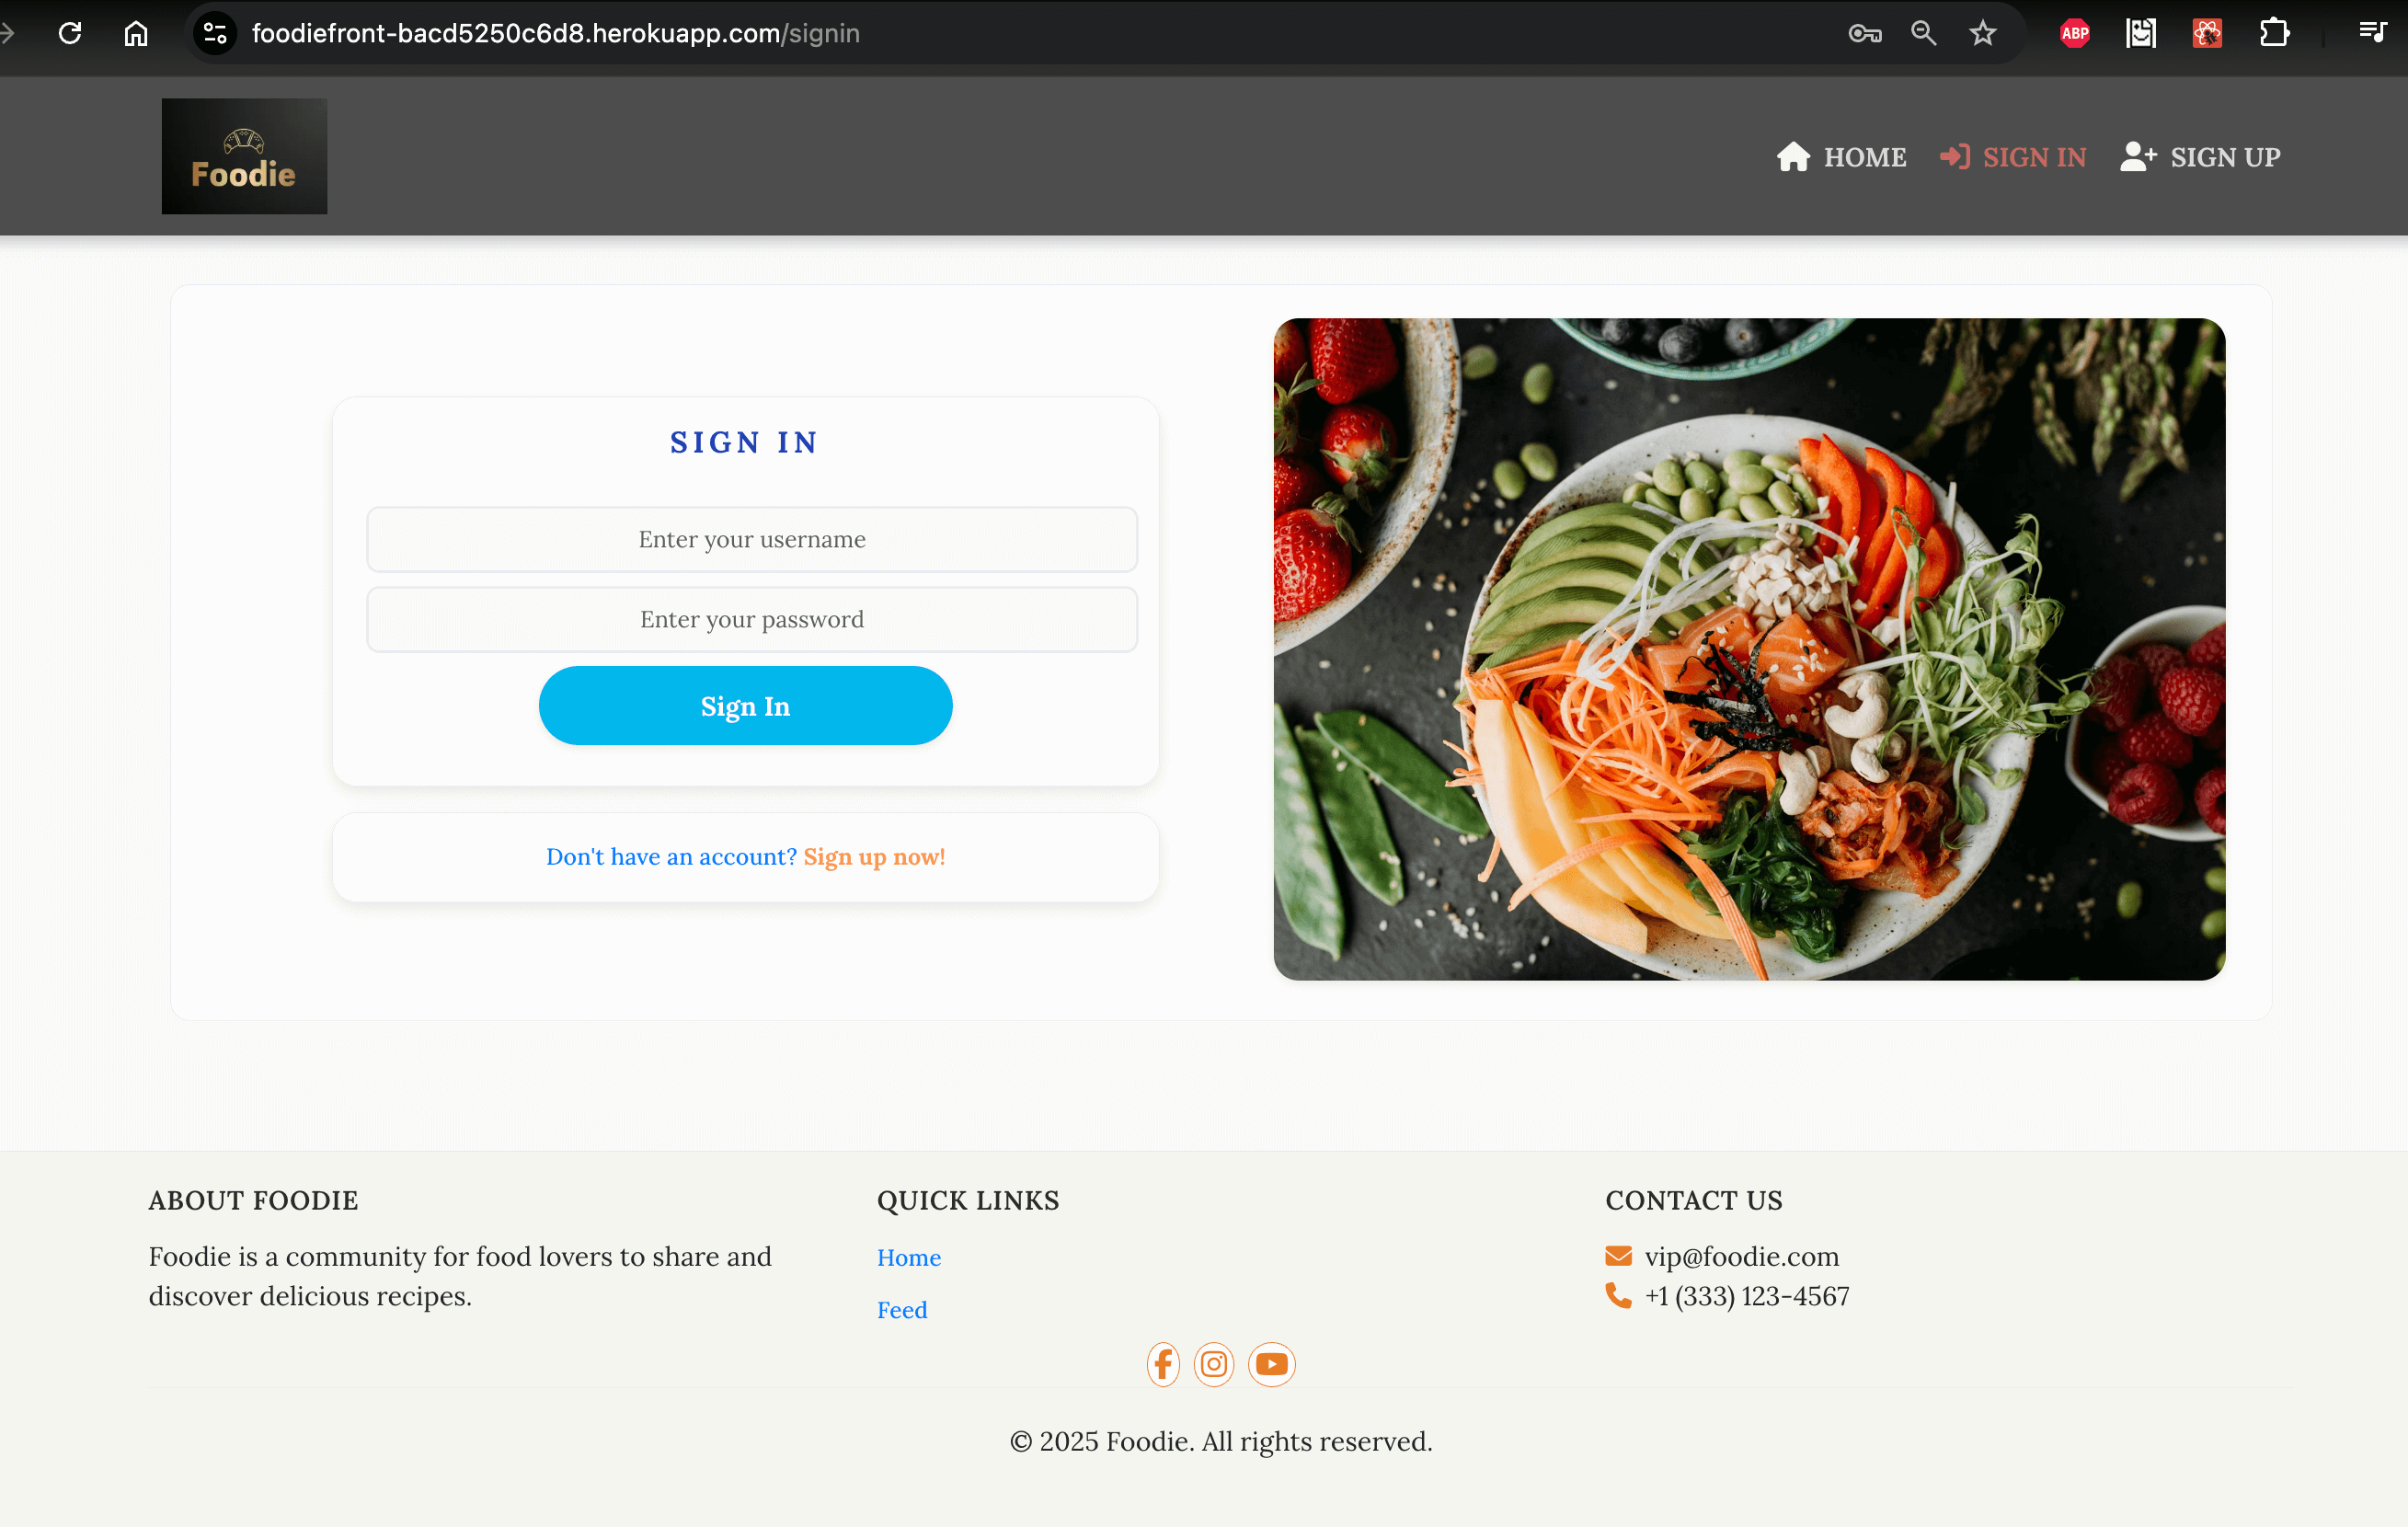 foodiefront-bacd5250c6d8.herokuapp.com/signin
ABP
Foodie
HOME
SIGN IN
SIGN UP
SIGN IN
Enter your username
Enter your password
Sign In
Don't have an account? Sign up now!
ABOUT FOODIE
Foodie is a community for food lovers to share and
discover delicious recipes.
QUICK LINKS
Home
Feed
CONTACT US
vip@foodie.com
+1 (333) 123-4567
© 2025 Foodie. All rights reserved.